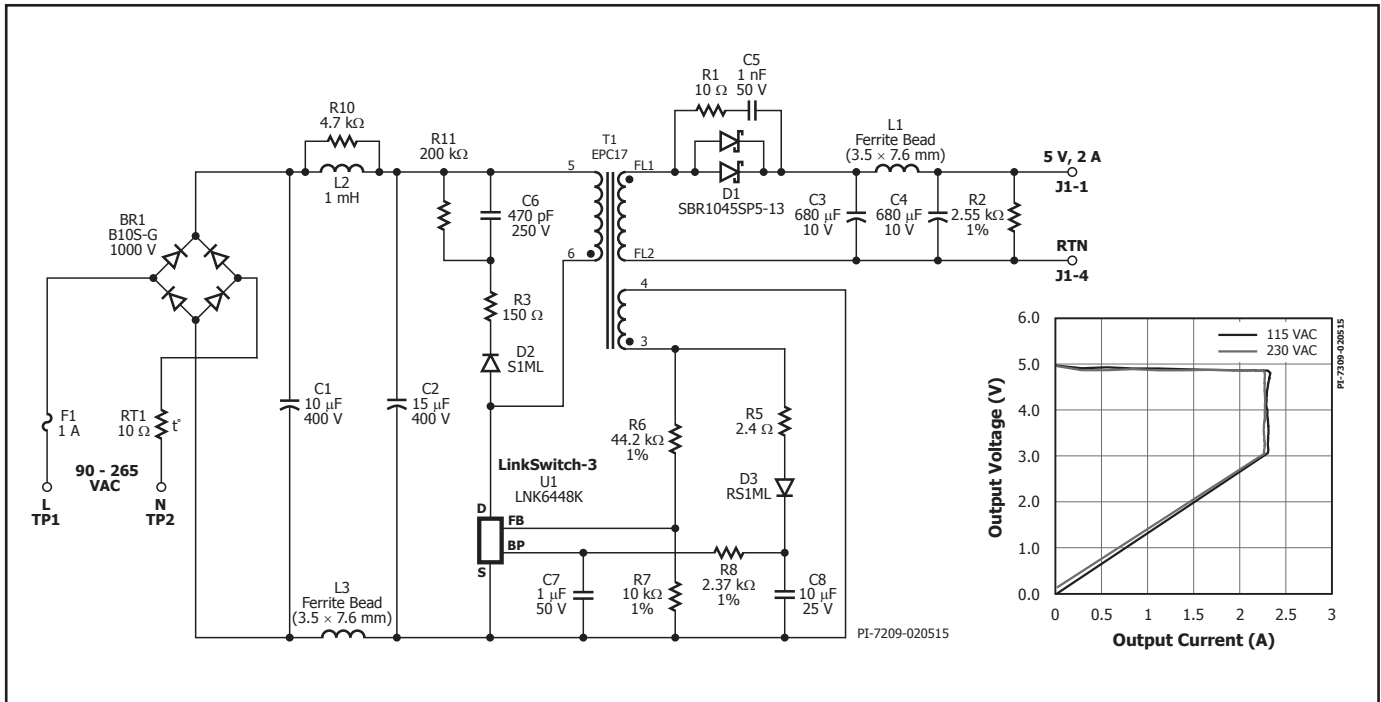 R10
4.7 kΩ
L2
1 mH
R11
200 kΩ
BR1
B10S-G
1000 V
C6
470 pF
250 V
R3
150 Ω
D2
S1ML
C1
10 μF
400 V
C2
15 μF
400 V
F1
1 A
RT1
10 Ω
t°
90 - 265
VAC
L
TP1
N
TP2
L3
Ferrite Bead
(3.5 × 7.6 mm)
LinkSwitch-3
U1
LNK6448K
D
S
FB
BP
T1
EPC17
5
6
FL1
FL2
4
3
R1
10 Ω
C5
1 nF
50 V
D1
SBR1045SP5-13
L1
Ferrite Bead
(3.5 × 7.6 mm)
C3
680 μF
10 V
C4
680 μF
10 V
R2
2.55 kΩ
1%
5 V, 2 A
J1-1
RTN
J1-4
R6
44.2 kΩ
1%
R5
2.4 Ω
D3
RS1ML
C7
1 μF
50 V
R7
10 kΩ
1%
R8
2.37 kΩ
1%
C8
10 μF
25 V
PI-7209-020515
Output Voltage (V)
6.0
5.0
4.0
3.0
2.0
1.0
0.0
115 VAC
230 VAC
PI-7309-020515
0 0.5 1 1.5 2 2.5 3
Output Current (A)